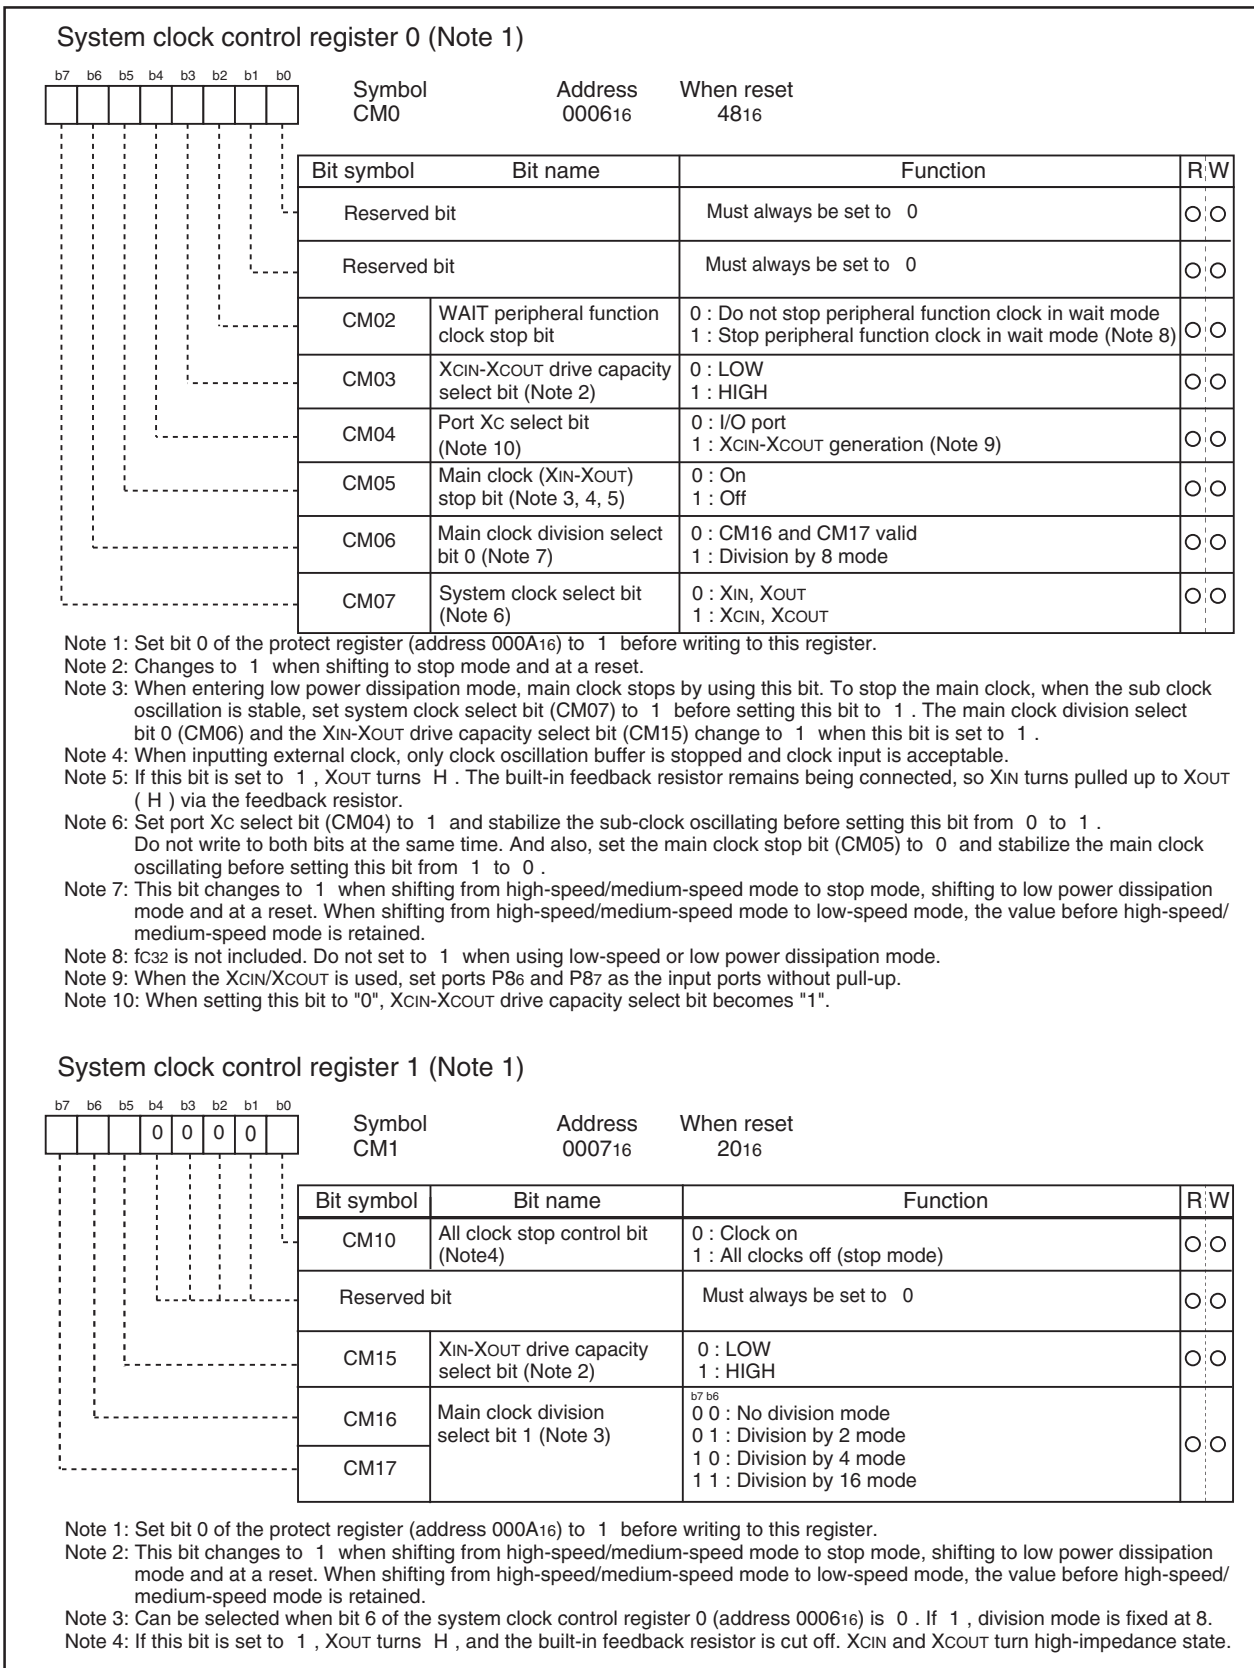 System clock control register 0 (Note 1)
b7 b6 b5 b4 b3 b2 b1 b0
Symbol Address When reset
CM0 000616 4816
Bit symbol Bit name Function R W
Reserved bit Must always be set to 0
Reserved bit Must always be set to 0
CM02 WAIT peripheral function clock stop bit 0 : Do not stop peripheral function clock in wait mode
1 : Stop peripheral function clock in wait mode (Note 8)
CM03 XCIN-XCOUT drive capacity select bit (Note 2) 0 : LOW
1 : HIGH
CM04 Port XC select bit (Note 10) 0 : I/O port
1 : XCIN-XCOUT generation (Note 9)
CM05 Main clock (XIN-XOUT) stop bit (Note 3, 4, 5) 0 : On
1 : Off
CM06 Main clock division select bit 0 (Note 7) 0 : CM16 and CM17 valid
1 : Division by 8 mode
CM07 System clock select bit (Note 6) 0 : XIN, XOUT
1 : XCIN, XCOUT
Note 1: Set bit 0 of the protect register (address 000A16) to 1 before writing to this register.
Note 2: Changes to 1 when shifting to stop mode and at a reset.
Note 3: When entering low power dissipation mode, main clock stops by using this bit. To stop the main clock, when the sub clock
oscillation is stable, set system clock select bit (CM07) to 1 before setting this bit to 1 . The main clock division select
bit 0 (CM06) and the XIN-XOUT drive capacity select bit (CM15) change to 1 when this bit is set to 1 .
Note 4: When inputting external clock, only clock oscillation buffer is stopped and clock input is acceptable.
Note 5: If this bit is set to 1 , XOUT turns H . The built-in feedback resistor remains being connected, so XIN turns pulled up to XOUT
( H ) via the feedback resistor.
Note 6: Set port XC select bit (CM04) to 1 and stabilize the sub-clock oscillating before setting this bit from 0 to 1 .
Do not write to both bits at the same time. And also, set the main clock stop bit (CM05) to 0 and stabilize the main clock
oscillating before setting this bit from 1 to 0 .
Note 7: This bit changes to 1 when shifting from high-speed/medium-speed mode to stop mode, shifting to low power dissipation
mode and at a reset. When shifting from high-speed/medium-speed mode to low-speed mode, the value before high-speed/
medium-speed mode is retained.
Note 8: fC32 is not included. Do not set to 1 when using low-speed or low power dissipation mode.
Note 9: When the XCIN/XCOUT is used, set ports P86 and P87 as the input ports without pull-up.
Note 10: When setting this bit to "0", XCIN-XCOUT drive capacity select bit becomes "1".
System clock control register 1 (Note 1)
b7 b6 b5 b4 b3 b2 b1 b0
0 0 0 0
Symbol Address When reset
CM1 000716 2016
Bit symbol Bit name Function R W
CM10 All clock stop control bit (Note4) 0 : Clock on
1 : All clocks off (stop mode)
Reserved bit Must always be set to 0
CM15 XIN-XOUT drive capacity select bit (Note 2) 0 : LOW
1 : HIGH
CM16 Main clock division select bit 1 (Note 3) b7 b6
0 0 : No division mode
0 1 : Division by 2 mode
CM17 1 0 : Division by 4 mode
1 1 : Division by 16 mode
Note 1: Set bit 0 of the protect register (address 000A16) to 1 before writing to this register.
Note 2: This bit changes to 1 when shifting from high-speed/medium-speed mode to stop mode, shifting to low power dissipation
mode and at a reset. When shifting from high-speed/medium-speed mode to low-speed mode, the value before high-speed/
medium-speed mode is retained.
Note 3: Can be selected when bit 6 of the system clock control register 0 (address 000616) is 0 . If 1 , division mode is fixed at 8.
Note 4: If this bit is set to 1 , XOUT turns H , and the built-in feedback resistor is cut off. XCIN and XCOUT turn high-impedance state.